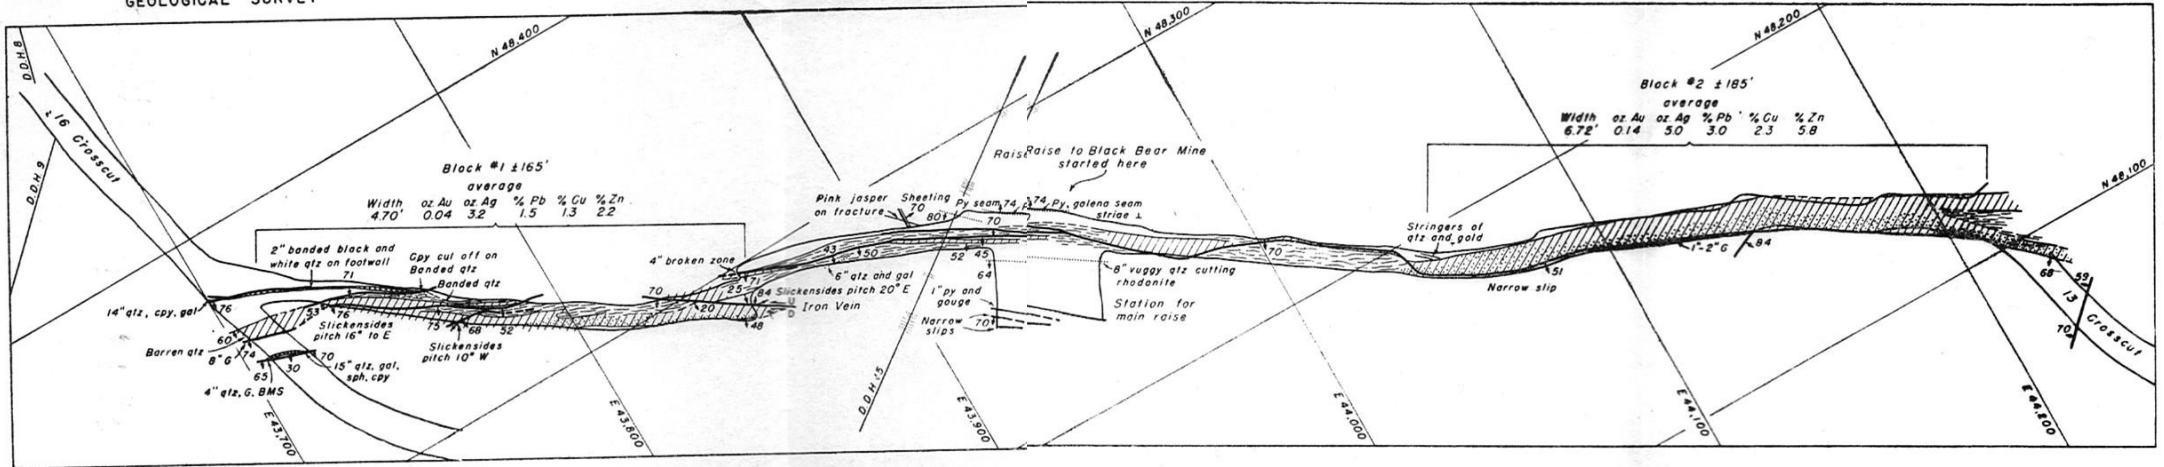 GEOLOGICAL SURVEY
D.D.H. 8
D.D.H. 9
16 Crosscut
N 48,400
N 48,300
N 48,200
N 48,100
Block #1 ±165'
average
Width oz. Au oz. Ag % Pb % Cu % Zn
4.70' 0.04 3.2 1.5 1.3 2.2
2" banded black and
white qtz on footwall
71
Cpy cut off on
Banded qtz
Banded qtz
14" qtz, cpy, gal
76
53
76
Slickensides
pitch 16° to E
75
68
52
Slickensides
pitch 10° W
60
Barren qtz
8" G
74
65
30
70
15" qtz, gal,
sph, cpy
4" qtz, G. BMS
E 43,700
E 43,800
4" broken zone
70
20
71
25
84
Slickensides pitch 20° E
U
D
Iron Vein
48
Pink jasper
on fracture
Sheeting
70
80
43
50
6" qtz and gal
Py seam 74
70
52
45
64
1" py and
gouge
Narrow
slips
70
D.D.H. 15
E 43,900
Raise
Raise to Black Bear Mine
started here
74
Py, galena seam
striae ⊥
8" vuggy qtz cutting
rhodonite
Station for
main raise
70
E 44,000
Block #2 ±185'
average
Width oz. Au oz. Ag % Pb % Cu % Zn
6.72' 0.14 5.0 3.0 2.3 5.8
Stringers of
qtz and gold
51
Narrow slip
1"-2" G
84
E 44,100
E 44,200
68
59
13
Crosscut
70